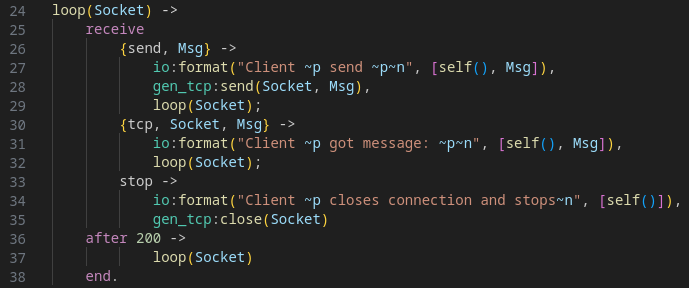 24 loop(Socket) ->
25     receive
26         {send, Msg} ->
27             io:format("Client ~p send ~p~n", [self(), Msg]),
28             gen_tcp:send(Socket, Msg),
29             loop(Socket);
30         {tcp, Socket, Msg} ->
31             io:format("Client ~p got message: ~p~n", [self(), Msg]),
32             loop(Socket);
33         stop ->
34             io:format("Client ~p closes connection and stops~n", [self()]),
35             gen_tcp:close(Socket)
36     after 200 ->
37             loop(Socket)
38     end.